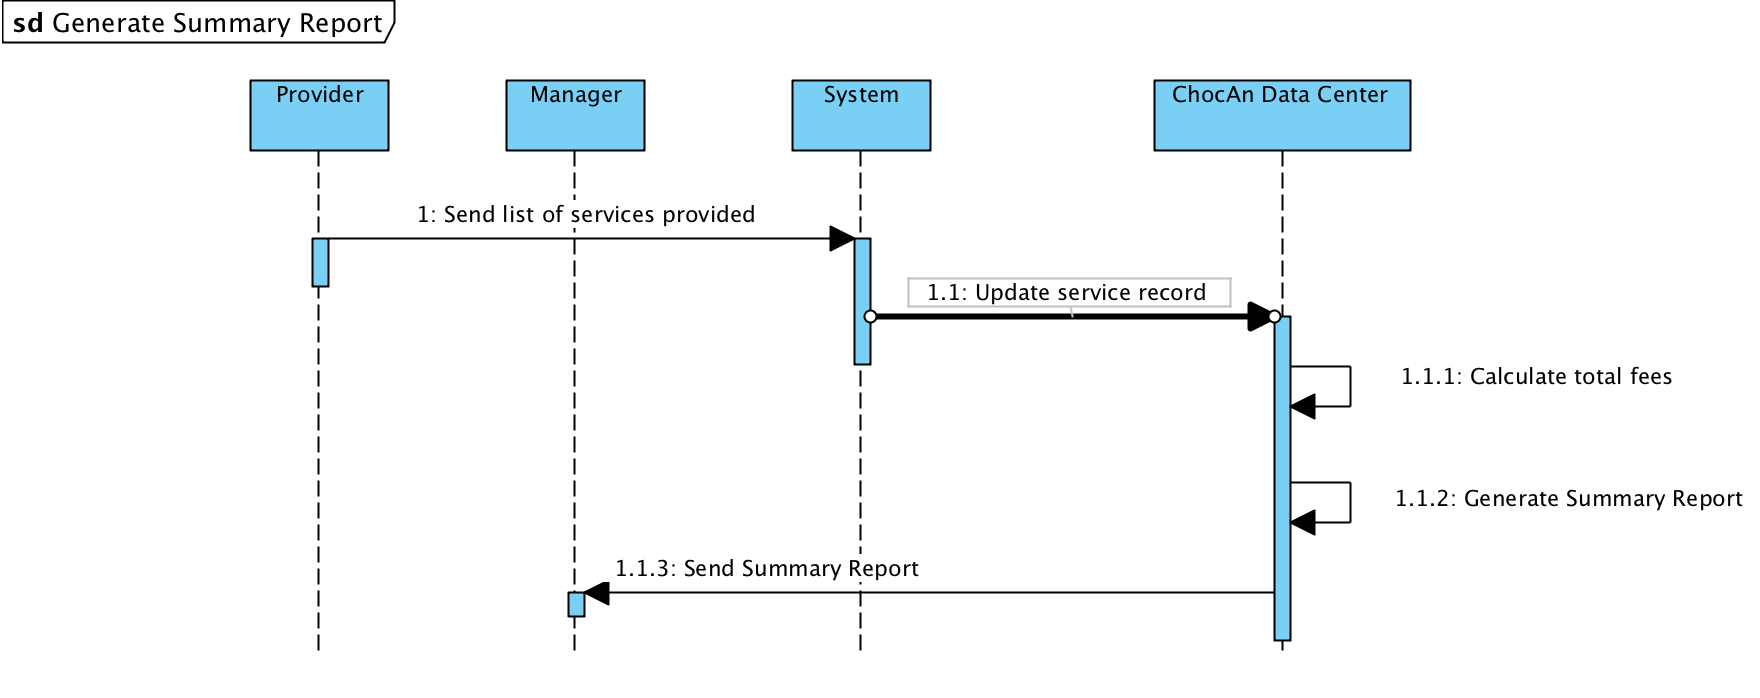 sd Generate Summary Report
Provider
Manager
System
ChocAn Data Center
1: Send list of services provided
1.1: Update service record
1.1.1: Calculate total fees
1.1.2: Generate Summary Report
1.1.3: Send Summary Report